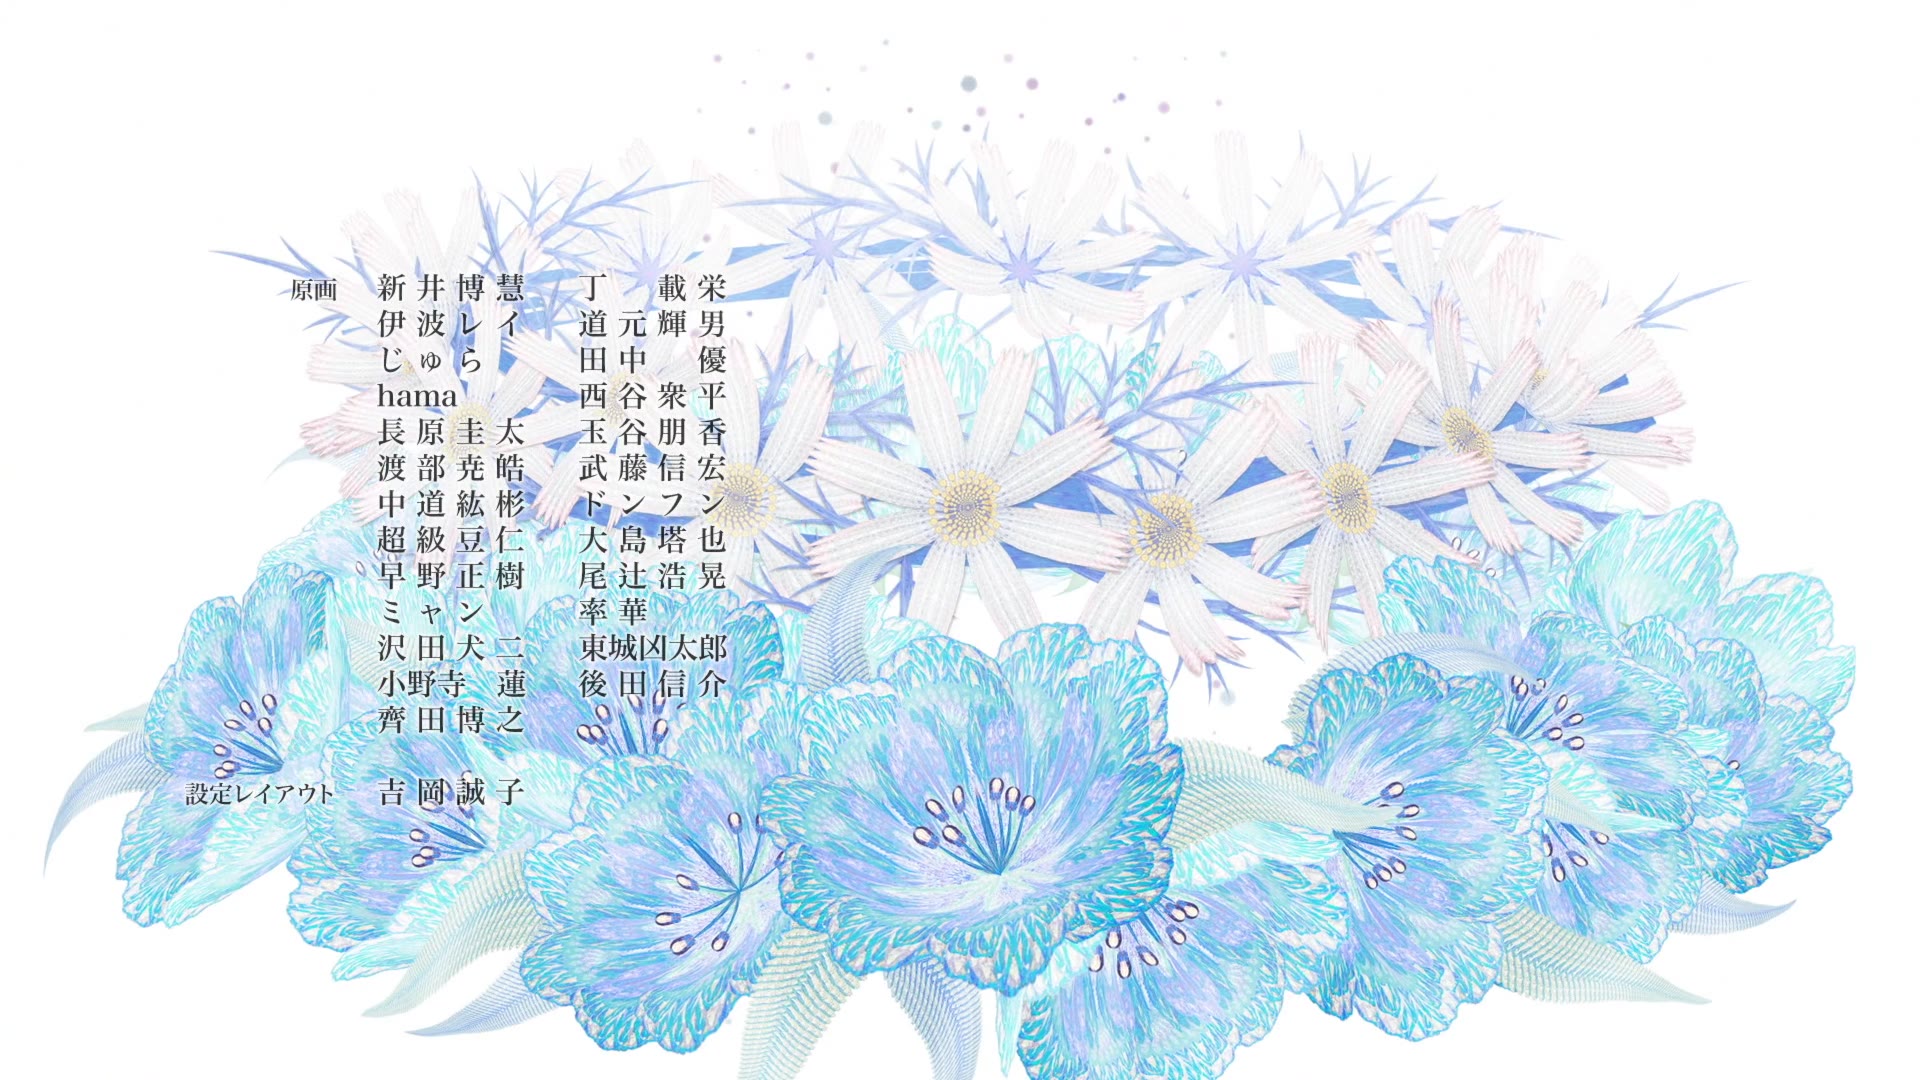 原画 新井博慧 丁 載栄
伊波レイ 道元輝男
じゅら 田中 優
hama 西谷衆平
長原圭太 玉谷朋香
渡部尭皓 武藤信宏
中道紘彬 ドンフン
超級豆仁 大島塔也
早野正樹 尾辻浩晃
ミャン 率華
沢田犬二 東城凶太郎
小野寺 蓮 後田信介
齊田博之
設定レイアウト 吉岡誠子